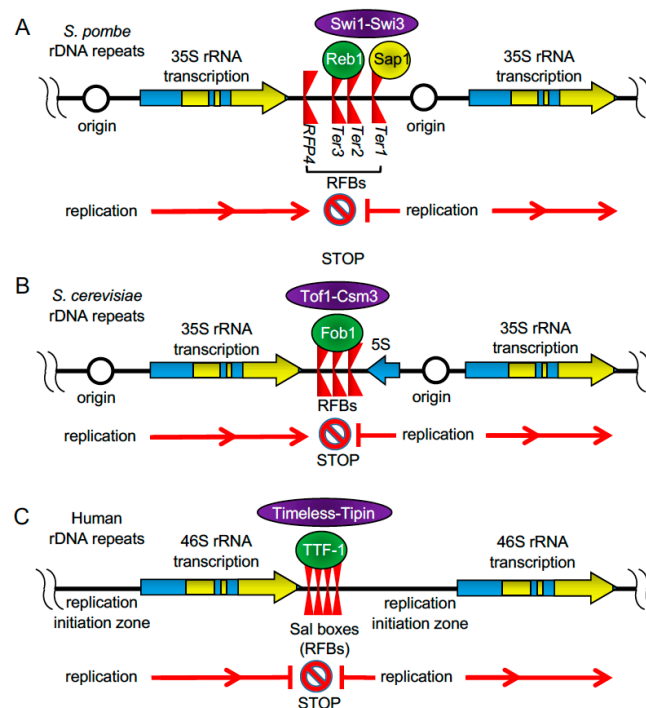 A
S. pombe
rDNA repeats
35S rRNA
transcription
Swi1-Swi3
Reb1
Sap1
35S rRNA
transcription
origin
RFP4
Ter3
Ter2
Ter1
origin
RFBs
replication
replication
STOP
B
S. cerevisiae
rDNA repeats
35S rRNA
transcription
Tof1-Csm3
Fob1
5S
35S rRNA
transcription
origin
RFBs
origin
replication
replication
STOP
C
Human
rDNA repeats
46S rRNA
transcription
Timeless-Tipin
TTF-1
46S rRNA
transcription
replication
initiation zone
Sal boxes
(RFBs)
replication
initiation zone
replication
replication
STOP